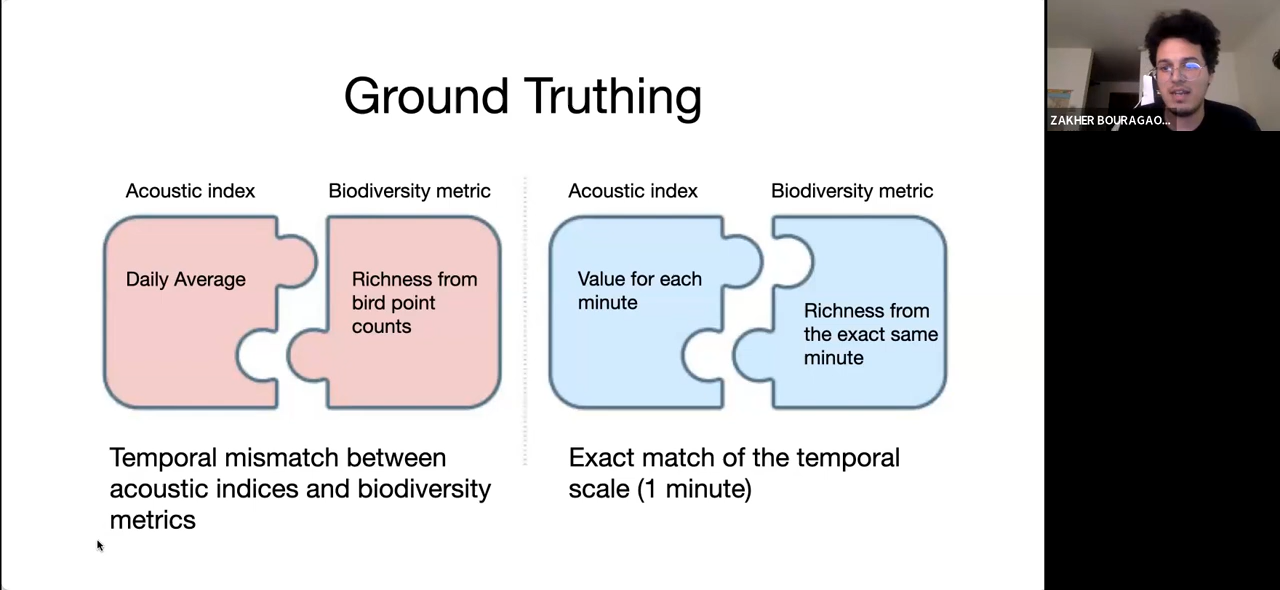 Ground Truthing
Acoustic index
Biodiversity metric
Daily Average
Richness from
bird point
counts
Temporal mismatch between
acoustic indices and biodiversity
metrics
Acoustic index
Biodiversity metric
Value for each
minute
Richness from
the exact same
minute
Exact match of the temporal
scale (1 minute)
ZAKHER BOURAGAO...